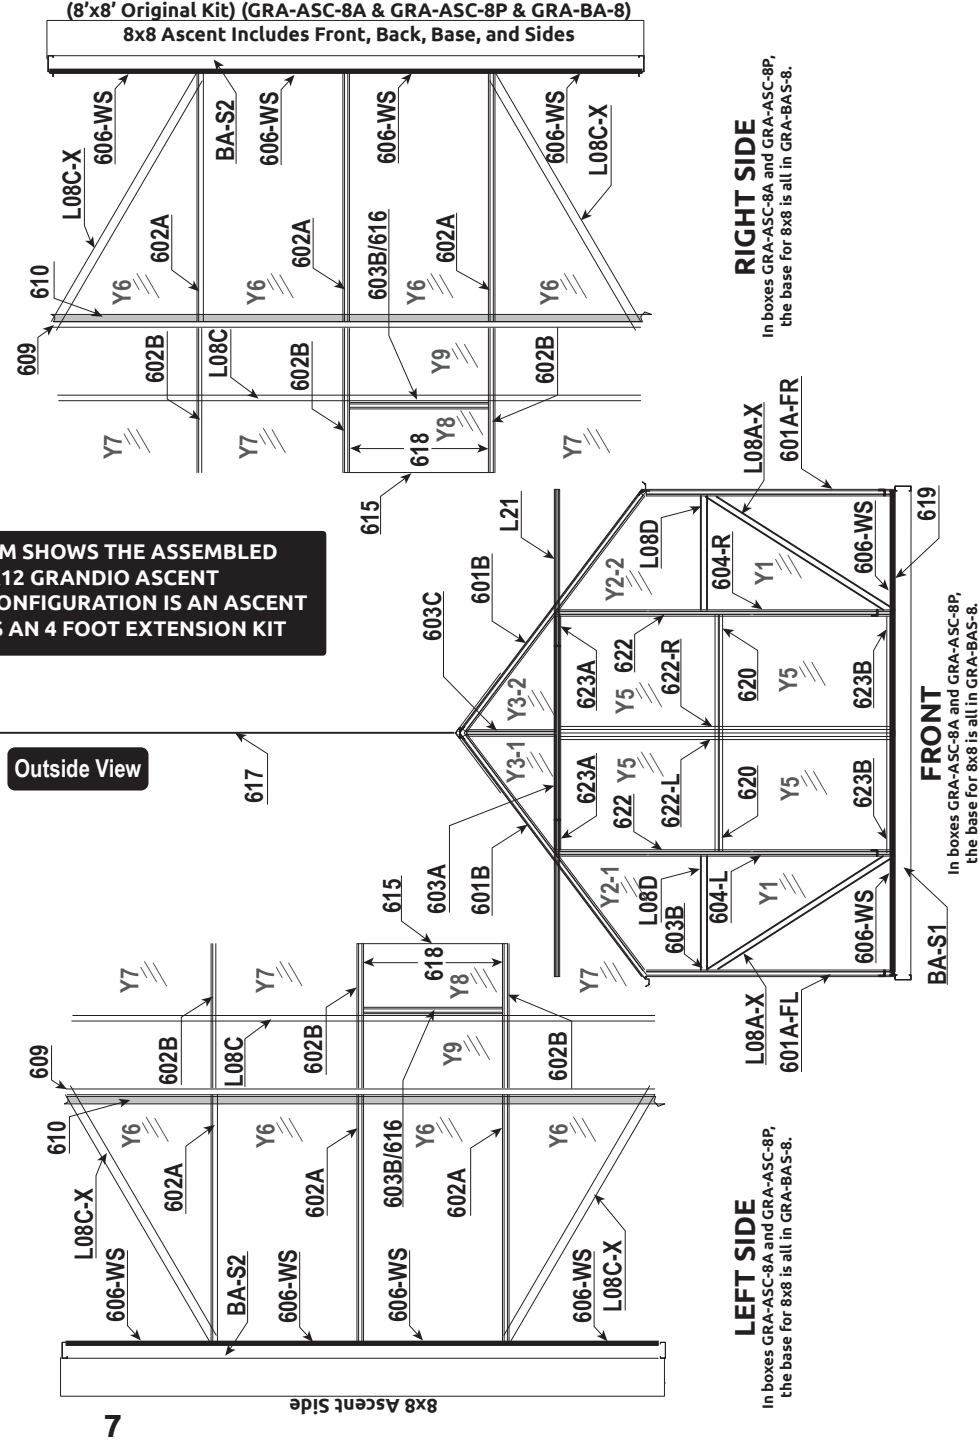 (8'x8' Original Kit) (GRA-ASC-8A & GRA-ASC-8P & GRA-BA-8)
8x8 Ascent Includes Front, Back, Base, and Sides
606-WS
BA-S2
606-WS
606-WS
606-WS
L08C-X
L08C-X
602A
602A
603B/616
602A
610
Y6
Y6
Y6
Y6
609
602B
L08C
602B
Y9
602B
Y7
Y7
618
Y8
Y7
615
RIGHT SIDE
In boxes GRA-ASC-8A and GRA-ASC-8P,
the base for 8x8 is all in GRA-BAS-8.
M SHOWS THE ASSEMBLED
12 GRANDIO ASCENT
ONFIGURATION IS AN ASCENT
S AN 4 FOOT EXTENSION KIT
Outside View
617
603C
601B
L21
615
603A
601B
Y3-1
Y3-2
623A
623A
Y2-1
Y2-2
622
622
Y5
Y5
622-L
622-R
L08D
L08D
603B
604-L
604-R
620
620
Y1
Y1
Y5
Y5
L08A-X
L08A-X
601A-FL
601A-FR
606-WS
606-WS
623B
623B
BA-S1
619
FRONT
In boxes GRA-ASC-8A and GRA-ASC-8P,
the base for 8x8 is all in GRA-BAS-8.
Y7
Y7
618
Y8
Y7
602B
L08C
602B
Y9
602B
609
610
Y6
Y6
Y6
Y6
L08C-X
602A
602A
603B/616
602A
606-WS
BA-S2
606-WS
606-WS
606-WS
L08C-X
LEFT SIDE
In boxes GRA-ASC-8A and GRA-ASC-8P,
the base for 8x8 is all in GRA-BAS-8.
8x8 Ascent Side
7